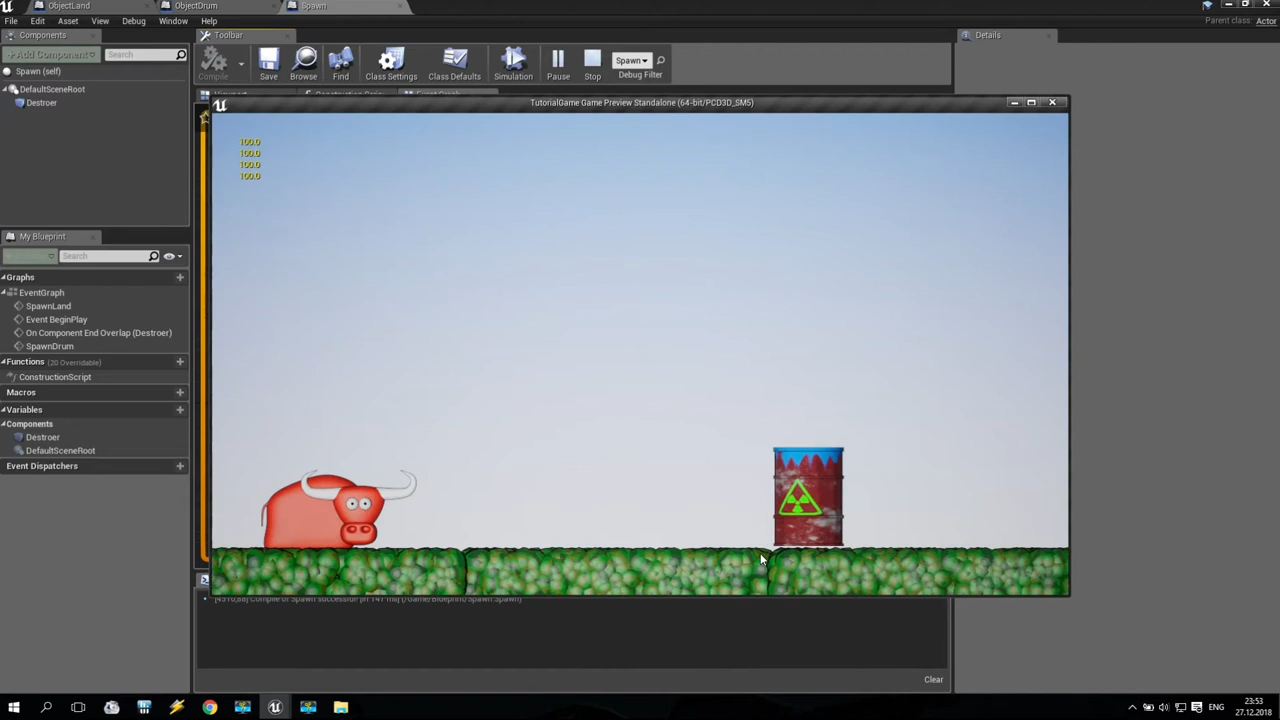 ObjectLand
ObjectDrum
Spawn
File Edit Asset View Debug Window Help
Parent class: Actor
Components
Toolbar
Details
+Add Component
Search
Compile
Save
Browse
Find
Class Settings
Class Defaults
Simulation
Pause
Stop
Spawn
Debug Filter
Spawn (self)
DefaultSceneRoot
Destroer
TutorialGame Game Preview Standalone (64-bit/PCD3D_SM5)
100.0
100.0
100.0
100.0
My Blueprint
Search
Graphs
EventGraph
SpawnLand
Event BeginPlay
On Component End Overlap (Destroer)
SpawnDrum
Functions (20 Overridable)
ConstructionScript
Macros
Variables
Components
Destroer
DefaultSceneRoot
Event Dispatchers
Clear
ENG
23:53
27.12.2018